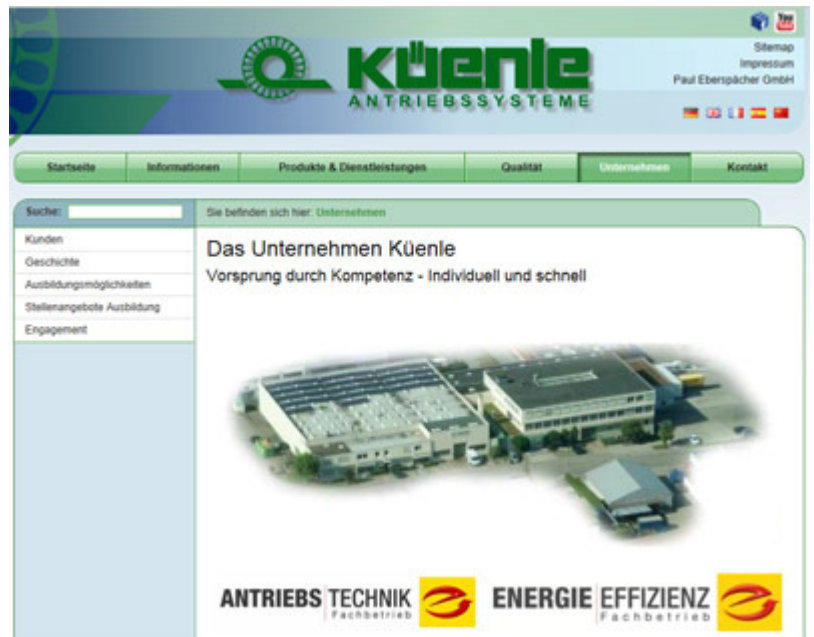 You
Sitemap
Impressum
Paul Eberspächer GmbH
Küenle
ANTRIEBSSYSTEME
Startseite Informationen Produkte & Dienstleistungen Qualität Unternehmen Kontakt
Suche: Sie befinden sich hier: Unternehmen
Kunden
Geschichte
Ausbildungsmöglichkeiten
Stellenangebote Ausbildung
Engagement
Das Unternehmen Küenle
Vorsprung durch Kompetenz - Individuell und schnell
ANTRIEBS TECHNIK
Fachbetrieb
ENERGIE EFFIZIENZ
Fachbetrieb